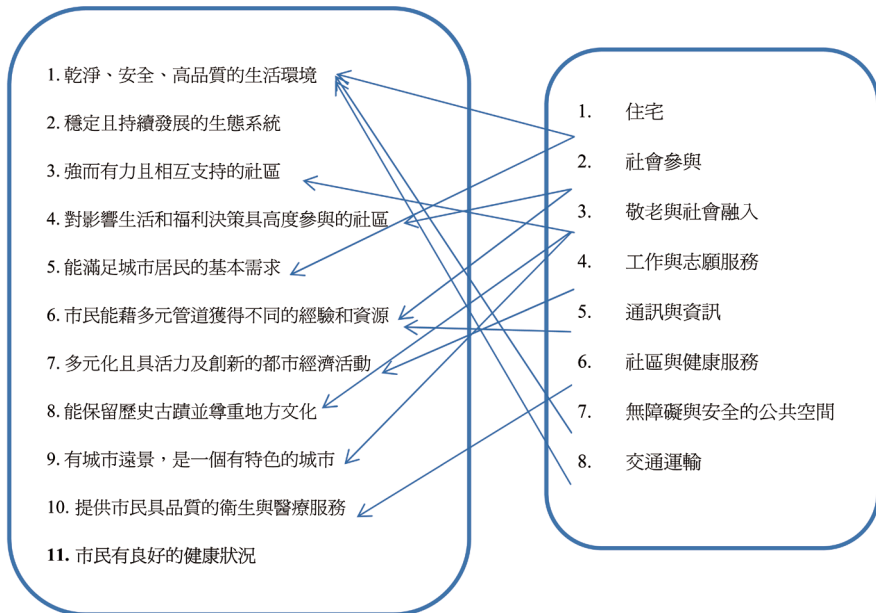 1. 乾淨、安全、高品質的生活環境
2. 穩定且持續發展的生態系統
3. 強而有力且相互支持的社區
4. 對影響生活和福利決策具高度參與的社區
5. 能滿足城市居民的基本需求
6. 市民能藉多元管道獲得不同的經驗和資源
7. 多元化且具活力及創新的都市經濟活動
8. 能保留歷史古蹟並尊重地方文化
9. 有城市遠景，是一個有特色的城市
10. 提供市民具品質的衛生與醫療服務
11. 市民有良好的健康狀況
1. 住宅
2. 社會參與
3. 敬老與社會融入
4. 工作與志願服務
5. 通訊與資訊
6. 社區與健康服務
7. 無障礙與安全的公共空間
8. 交通運輸